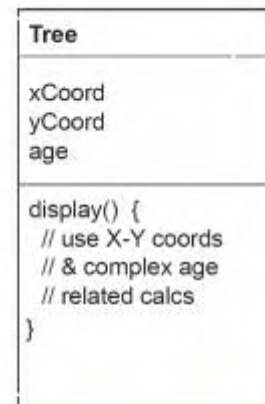 Tree
xCoord
yCoord
age
display() {
// use X-Y coords
// & complex age
// related calcs
}